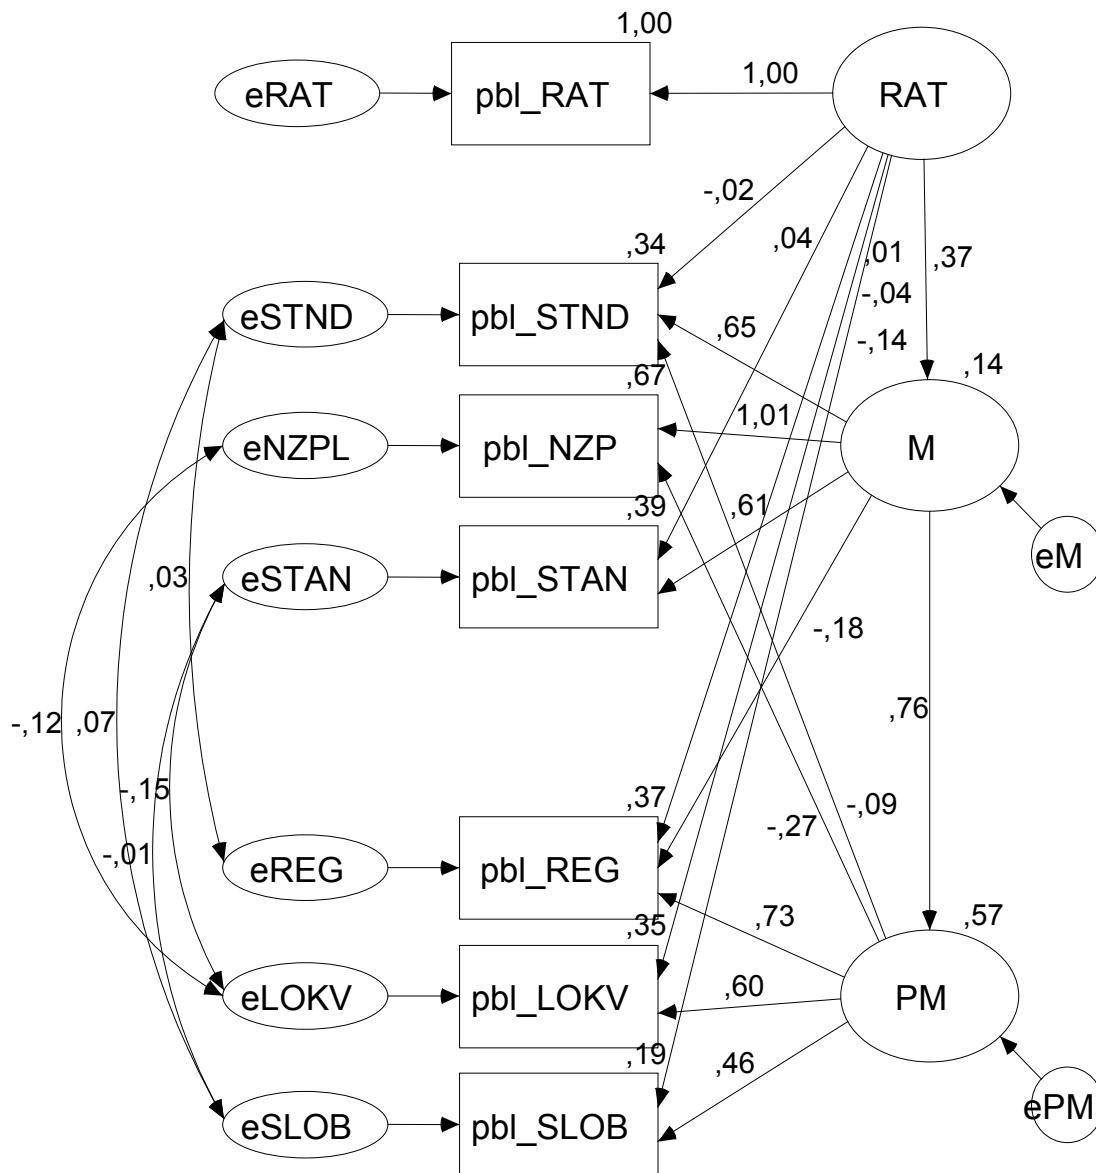 1,00
eRAT
pbl_RAT
1,00
RAT
-,02
,04
,01
,37
-,04
-,14
,34
eSTND
pbl_STND
,65
,14
,67
eNZPL
pbl_NZP
1,01
M
,39
,61
eSTAN
pbl_STAN
eM
,03
-,18
-,12
,07
,76
-,15
-,01
,37
-,27
-,09
eREG
pbl_REG
,73
,57
,35
eLOKV
pbl_LOKV
,60
PM
,19
,46
eSLOB
pbl_SLOB
ePM